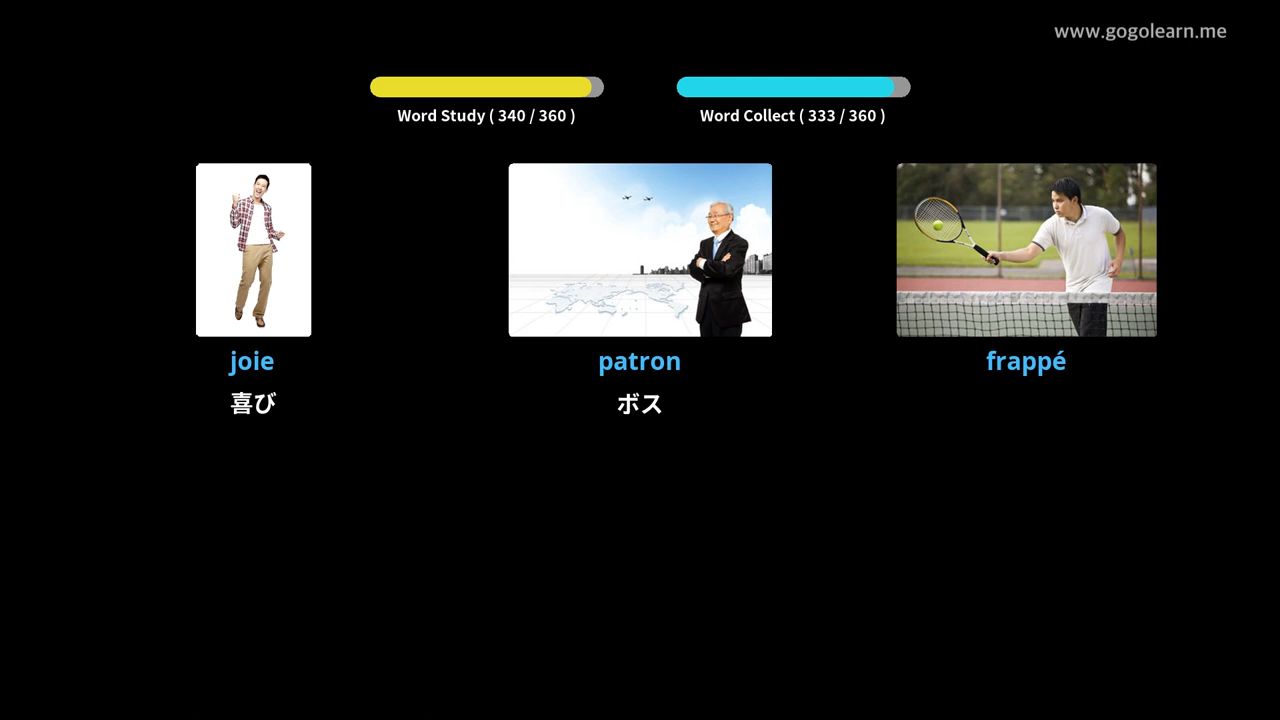 www.gogolearn.me
Word Study ( 340 / 360 )
Word Collect ( 333 / 360 )
joie
patron
frappé
喜び
ボス